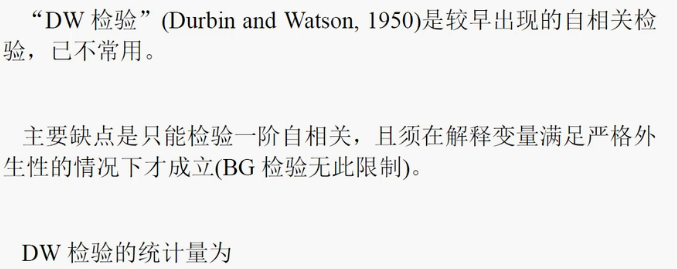 “DW 检验”(Durbin and Watson, 1950)是较早出现的自相关检
验，已不常用。
主要缺点是只能检验一阶自相关，且须在解释变量满足严格外
生性的情况下才成立(BG 检验无此限制)。
DW 检验的统计量为